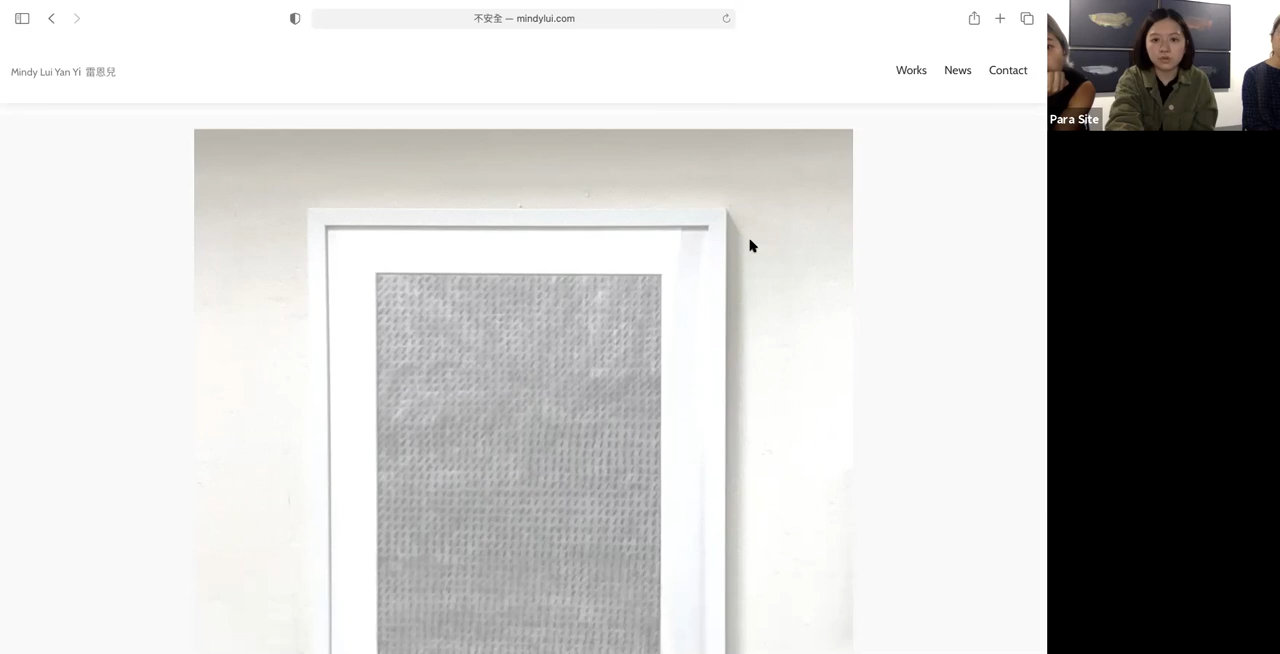 不安全 — mindylui.com
Mindy Lui Yan Yi 雷恩兒
Works News Contact
Para Site